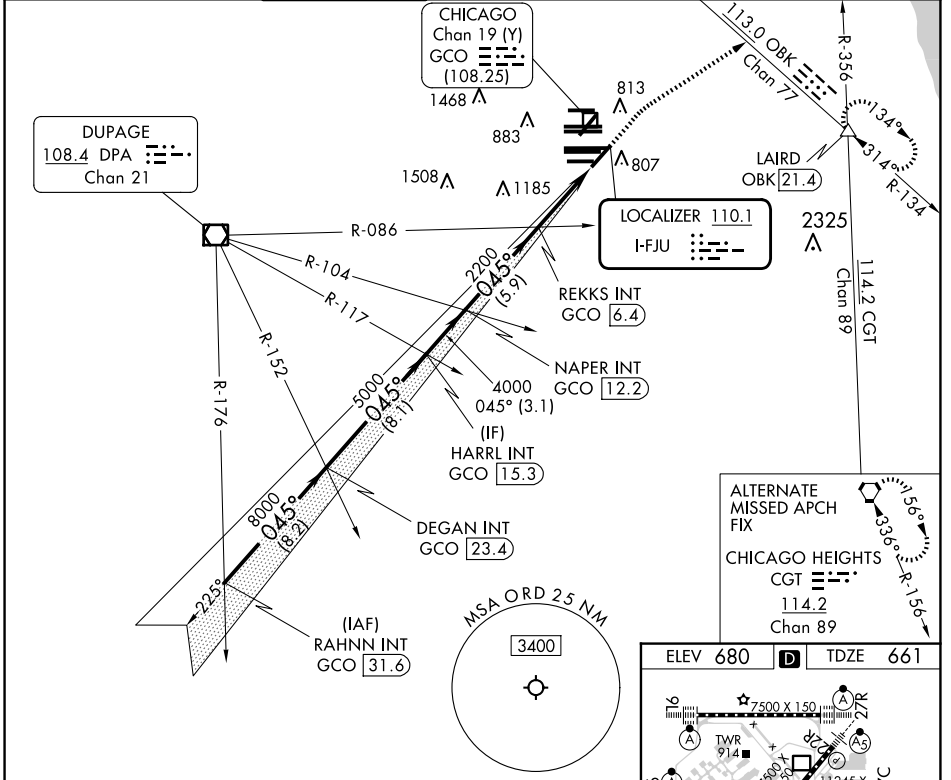 CHICAGO
Chan 19 (Y)
GCO
(108.25)
113.0 OBK
Chan 77
R-356
134°
314°
R-134
LAIRD
OBK 21.4
DUPAGE
108.4 DPA
Chan 21
1468
883
813
807
1508
1185
2325
LOCALIZER 110.1
I-FJU
R-086
R-104
R-117
R-152
R-176
2200
045°
(5.9)
REKKS INT
GCO 6.4
NAPER INT
GCO 12.2
4000
045° (3.1)
5000
045°
(8.1)
(IF)
HARRL INT
GCO 15.3
8000
045°
(8.2)
DEGAN INT
GCO 23.4
225°
(IAF)
RAHNN INT
GCO 31.6
114.2 CGT
Chan 89
ALTERNATE
MISSED APCH
FIX
CHICAGO HEIGHTS
CGT
114.2
Chan 89
156°
336°
R-156
MSA ORD 25 NM
3400
ELEV 680 D TDZE 661
9L
7500 X 150
A
27R
A
TWR
914
22R
A5
P